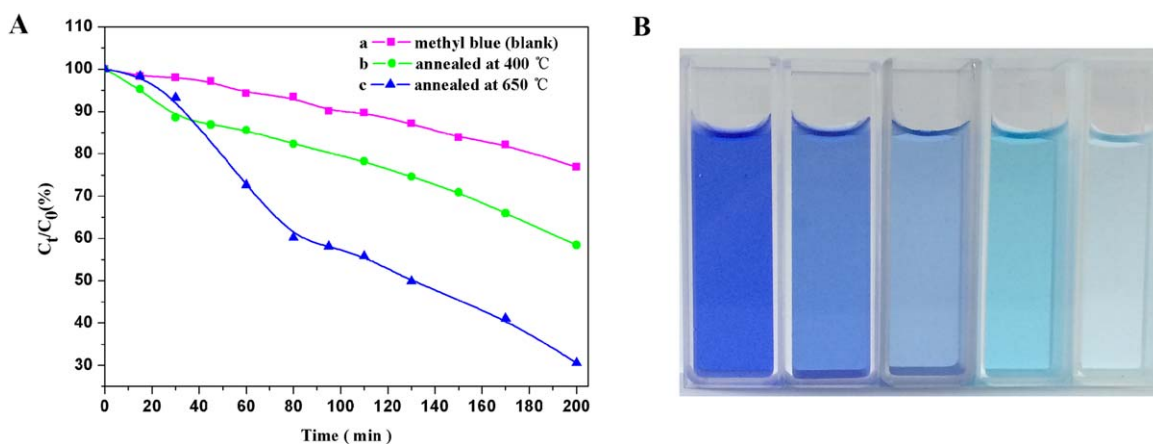 A
B
a methyl blue (blank)
b annealed at 400 ℃
c annealed at 650 ℃
110
100
90
80
70
60
50
40
30
Cₜ/C₀(%)
0 20 40 60 80 100 120 140 160 180 200
Time ( min )